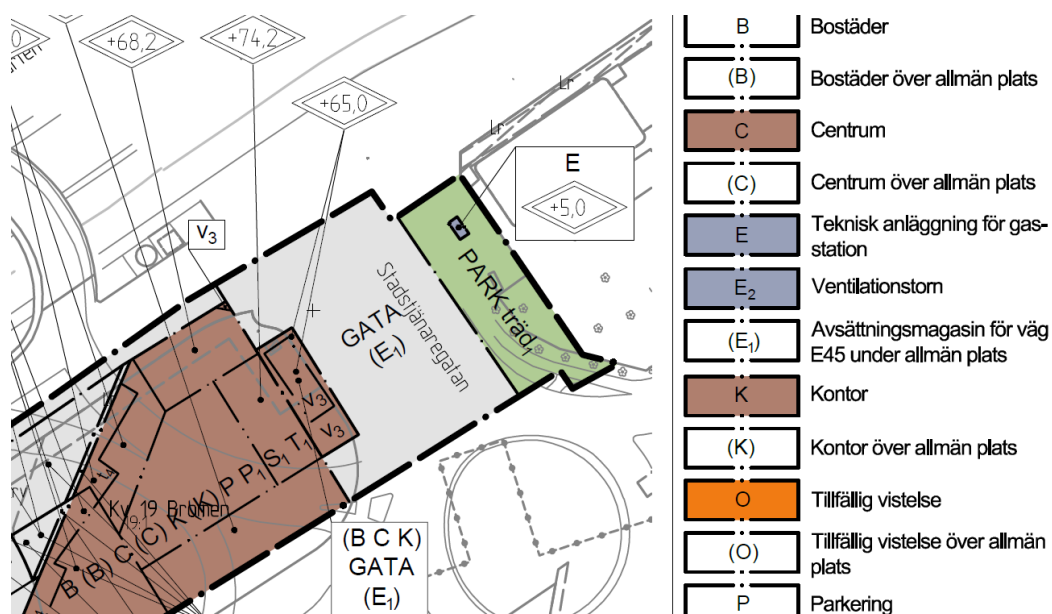 +68,2
+74,2
+65,0
E
+5,0
Lr
Lr
V3
PARK träd1
Stadstjänaregatan
GATA
(E1)
V3
V3
B (B) C (C) K (K) P P1 S1 T1
Kv 19 Bromen
19:1
(B C K)
GATA
(E1)
B Bostäder
(B) Bostäder över allmän plats
C Centrum
(C) Centrum över allmän plats
E Teknisk anläggning för gas-
station
E2 Ventilationstorn
(E1) Avsättningsmagasin för väg
E45 under allmän plats
K Kontor
(K) Kontor över allmän plats
O Tillfällig vistelse
(O) Tillfällig vistelse över allmän
plats
P Parkering